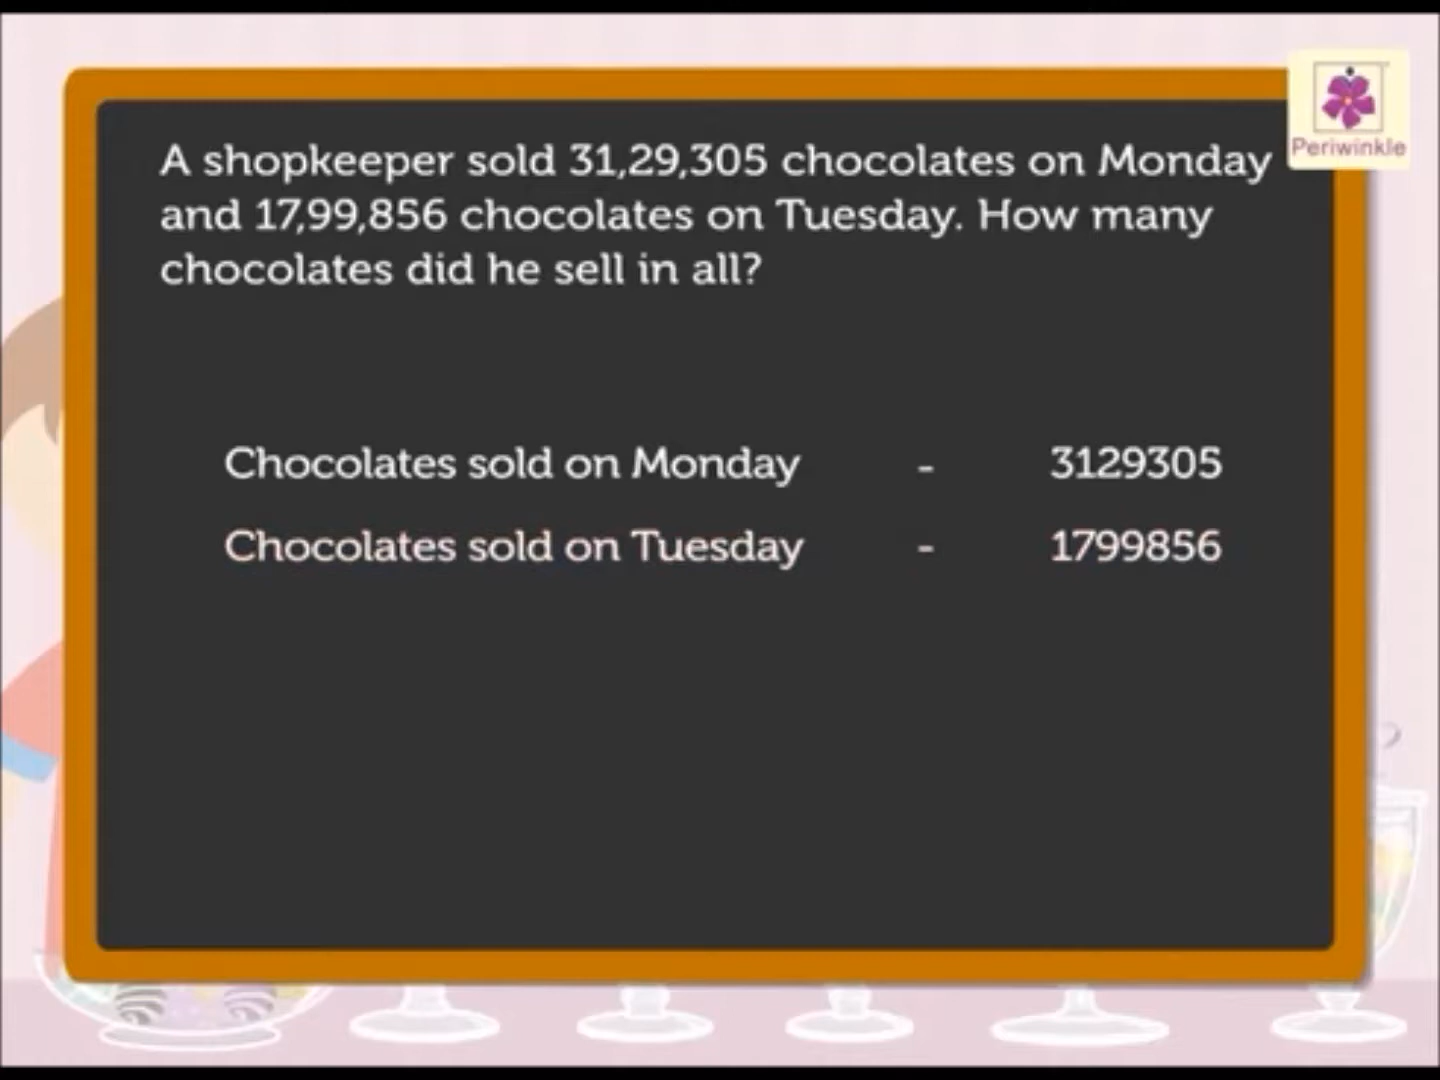 Periwinkle
A shopkeeper sold 31,29,305 chocolates on Monday
and 17,99,856 chocolates on Tuesday. How many
chocolates did he sell in all?
Chocolates sold on Monday - 3129305
Chocolates sold on Tuesday - 1799856